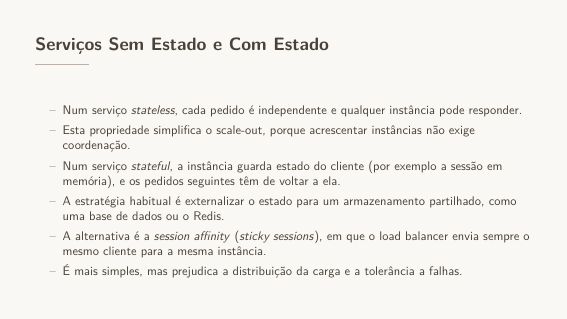 Serviços Sem Estado e Com Estado
– Num serviço stateless, cada pedido é independente e qualquer instância pode responder.
– Esta propriedade simplifica o scale-out, porque acrescentar instâncias não exige
coordenação.
– Num serviço stateful, a instância guarda estado do cliente (por exemplo a sessão em
memória), e os pedidos seguintes têm de voltar a ela.
– A estratégia habitual é externalizar o estado para um armazenamento partilhado, como
uma base de dados ou o Redis.
– A alternativa é a session affinity (sticky sessions), em que o load balancer envia sempre o
mesmo cliente para a mesma instância.
– É mais simples, mas prejudica a distribuição da carga e a tolerância a falhas.